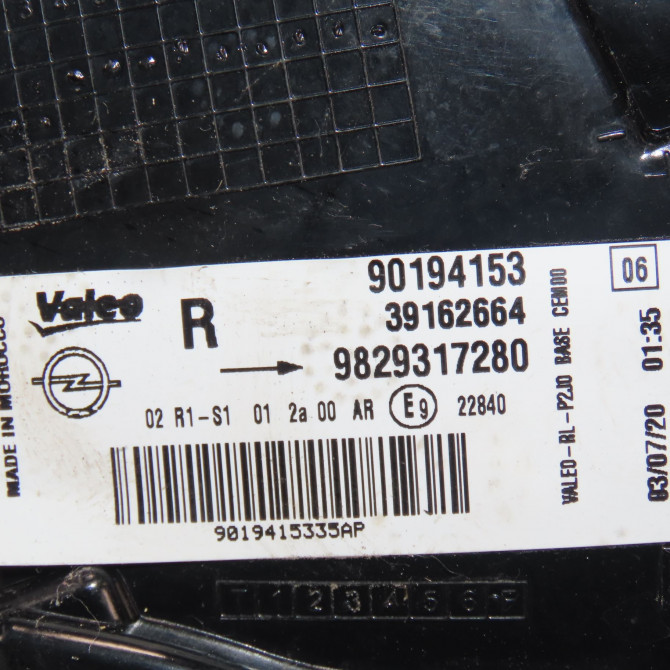 MADE IN MOROCCO
Valeo
R
90194153
39162664
9829317280
02 R1-S1 01 2a 00 AR E9 22840
9019415335AP
VALEO-RL-P2JO BASE CEM00
06
03/07/20 01:35
T 1 2 3 4 5 6 F